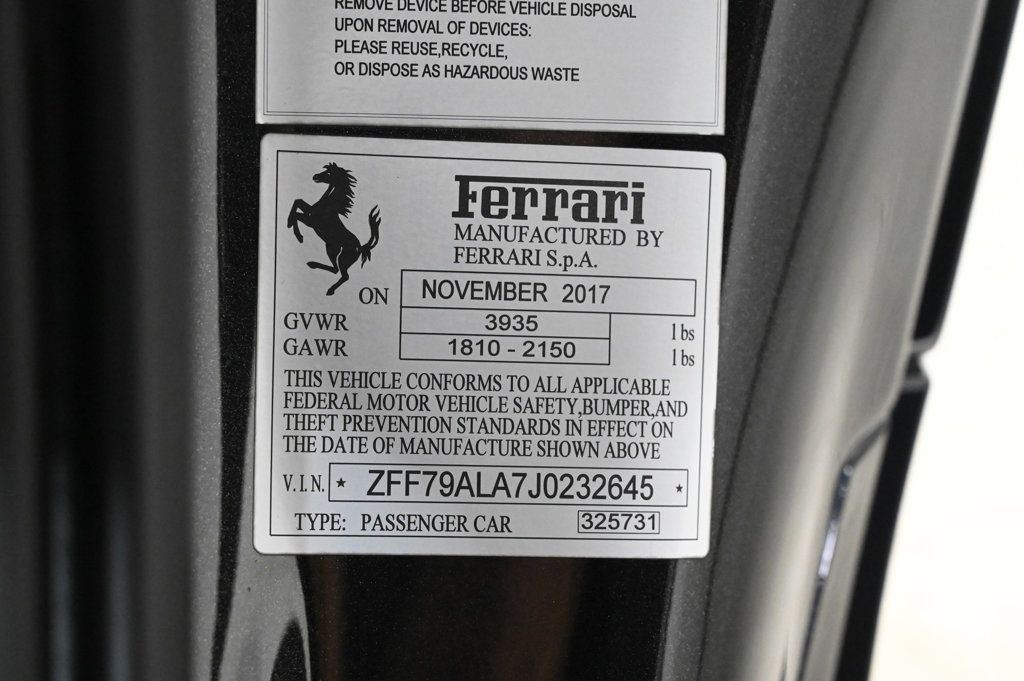 REMOVE DEVICE BEFORE VEHICLE DISPOSAL
UPON REMOVAL OF DEVICES:
PLEASE REUSE,RECYCLE,
OR DISPOSE AS HAZARDOUS WASTE
Ferrari
MANUFACTURED BY
FERRARI S.p.A.
ON NOVEMBER 2017
GVWR 3935 lbs
GAWR 1810 - 2150 lbs
THIS VEHICLE CONFORMS TO ALL APPLICABLE
FEDERAL MOTOR VEHICLE SAFETY,BUMPER,AND
THEFT PREVENTION STANDARDS IN EFFECT ON
THE DATE OF MANUFACTURE SHOWN ABOVE
V.I.N. * ZFF79ALA7J0232645 *
TYPE: PASSENGER CAR 325731